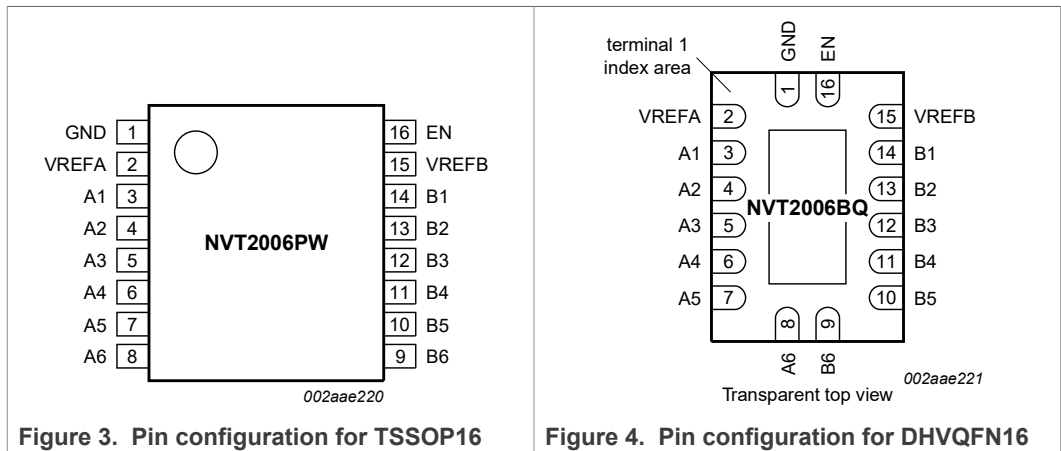 GND 1
VREFA 2
A1 3
A2 4
A3 5
A4 6
A5 7
A6 8
NVT2006PW
16 EN
15 VREFB
14 B1
13 B2
12 B3
11 B4
10 B5
9 B6
002aae220
Figure 3. Pin configuration for TSSOP16
terminal 1
index area
GND
1
EN
16
VREFA 2
A1 3
A2 4
A3 5
A4 6
A5 7
NVT2006BQ
15 VREFB
14 B1
13 B2
12 B3
11 B4
10 B5
8
A6
9
B6
002aae221
Transparent top view
Figure 4. Pin configuration for DHVQFN16